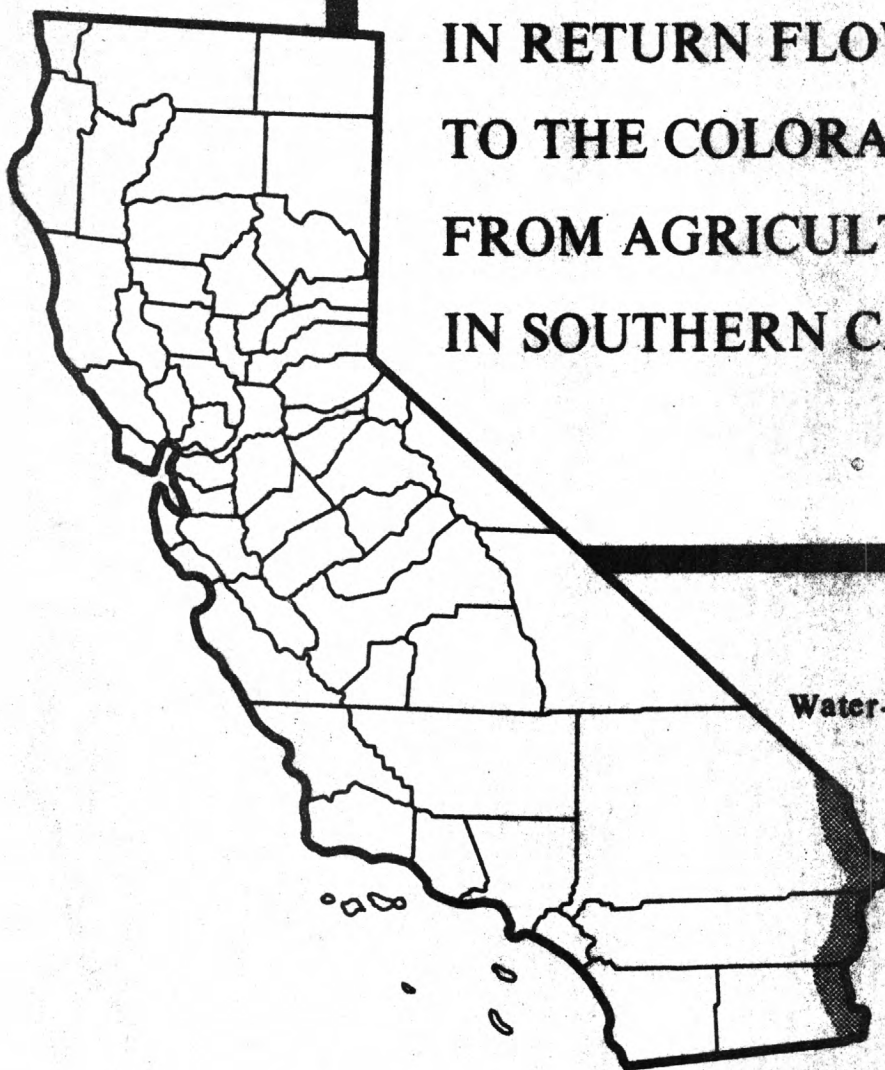 IN RETURN FLOW
TO THE COLORA
FROM AGRICULT
IN SOUTHERN C
Water-